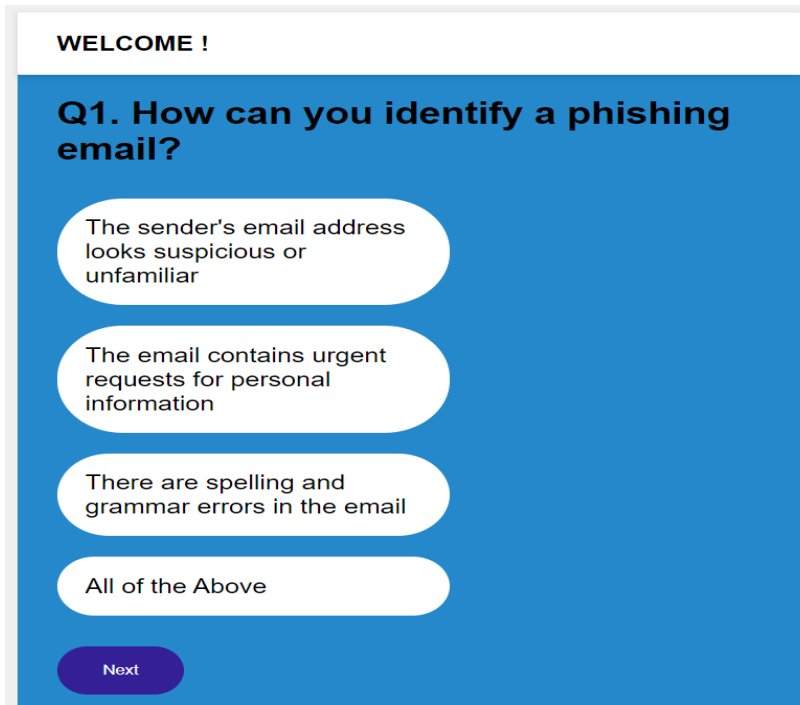 WELCOME !
Q1. How can you identify a phishing
email?
The sender's email address
looks suspicious or
unfamiliar
The email contains urgent
requests for personal
information
There are spelling and
grammar errors in the email
All of the Above
Next